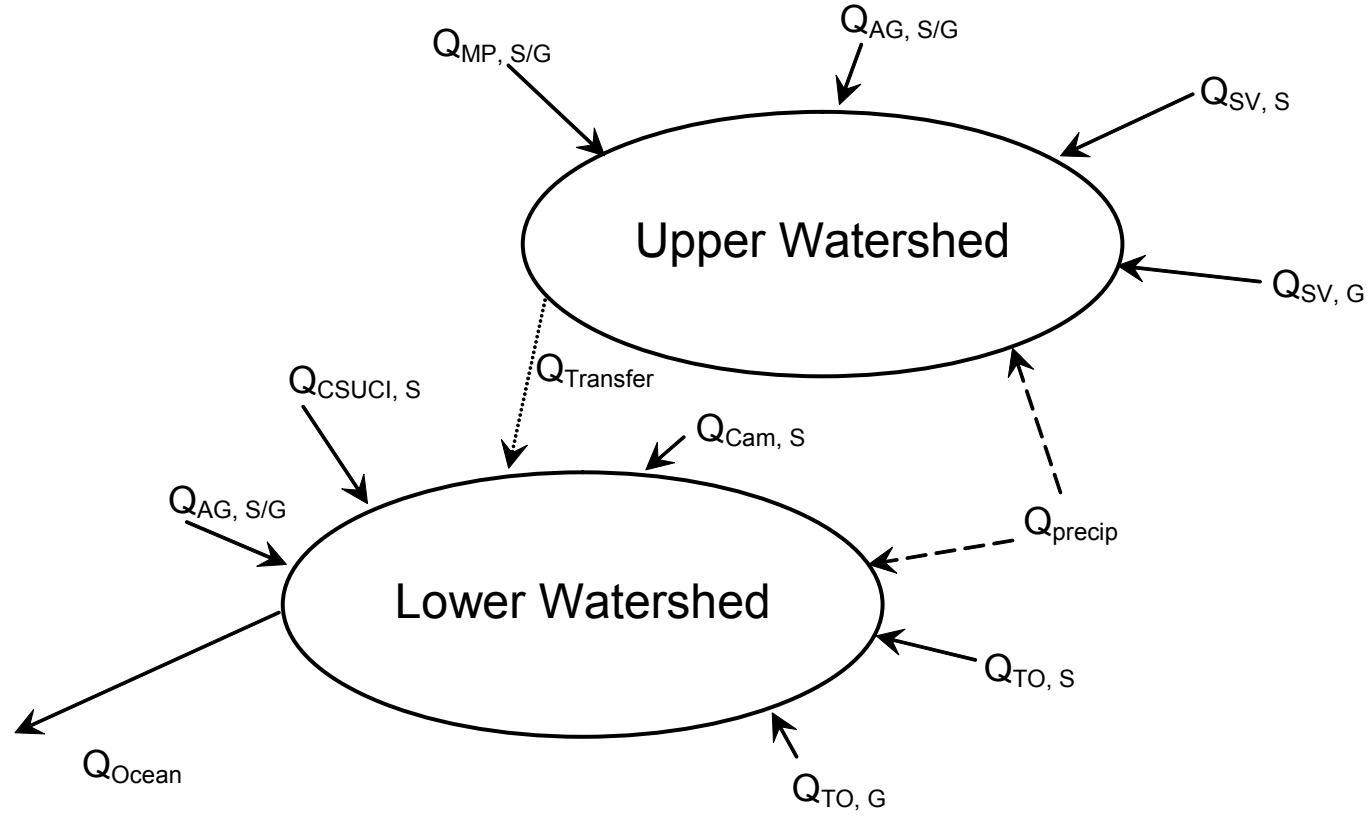 Q_AG, S/G
Q_MP, S/G
Q_SV, S
Upper Watershed
Q_SV, G
Q_Transfer
Q_CSUCI, S
Q_Cam, S
Q_AG, S/G
Q_precip
Lower Watershed
Q_TO, S
Q_Ocean
Q_TO, G